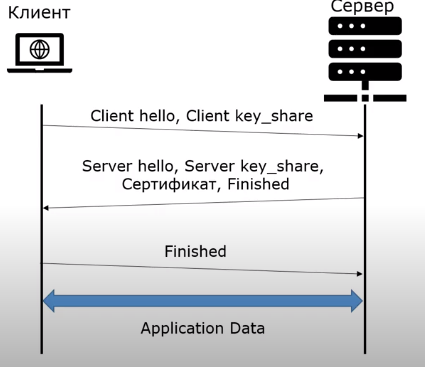 Клиент
Сервер
Client hello, Client key_share
Server hello, Server key_share,
Сертификат, Finished
Finished
Application Data